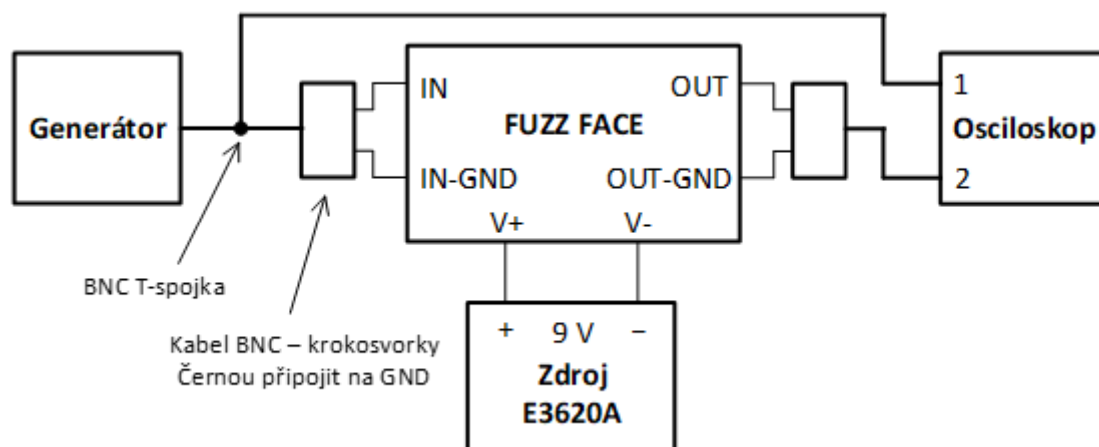 Generátor
IN
FUZZ FACE
OUT
IN-GND
OUT-GND
V+
V-
1
Osciloskop
2
BNC T-spojka
Kabel BNC – krokosvorky
Černou připojit na GND
+ 9 V −
Zdroj
E3620A